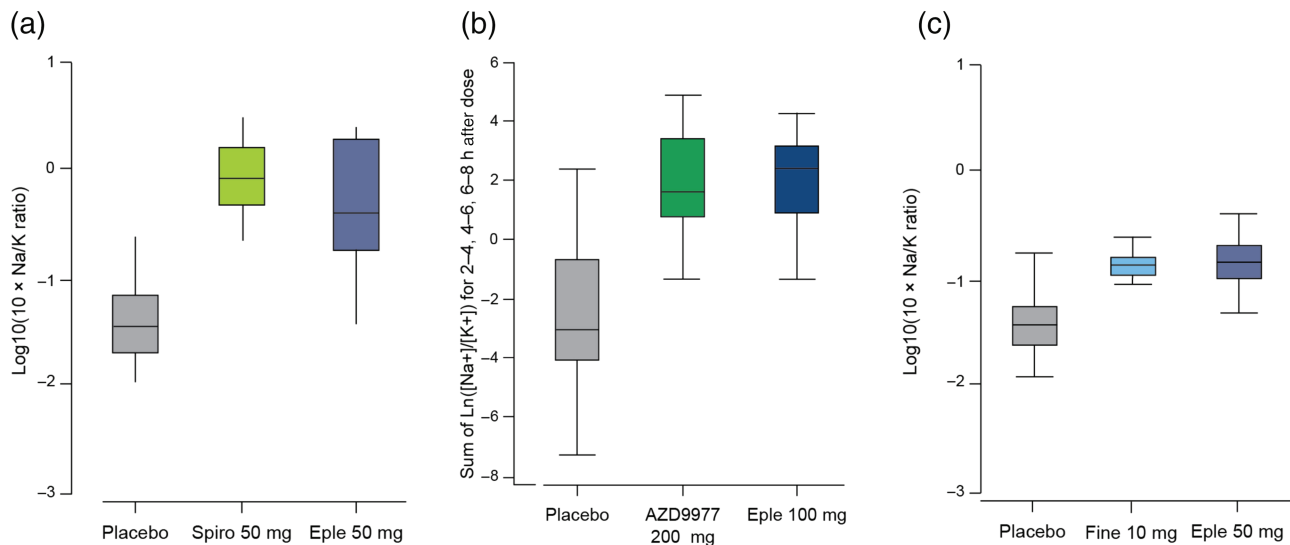 (a)
Log10(10 × Na/K ratio)
1
0
−1
−2
−3
Placebo
Spiro 50 mg
Eple 50 mg
(b)
Sum of Ln([Na+]/[K+]) for 2–4, 4–6, 6–8 h after dose
6
4
2
0
−2
−4
−6
−8
Placebo
AZD9977
200 mg
Eple 100 mg
(c)
Log10(10 × Na/K ratio)
1
0
−1
−2
−3
Placebo
Fine 10 mg
Eple 50 mg